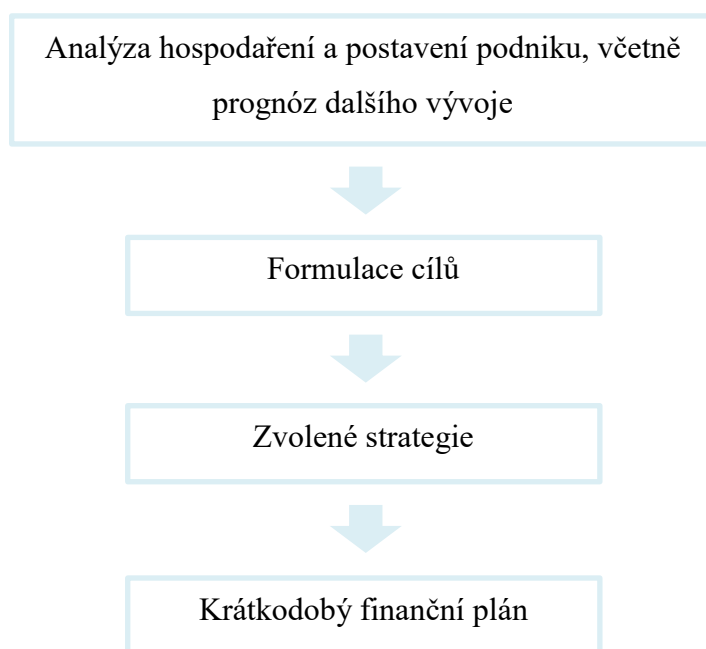 Analýza hospodaření a postavení podniku, včetně
prognóz dalšího vývoje
Formulace cílů
Zvolené strategie
Krátkodobý finanční plán